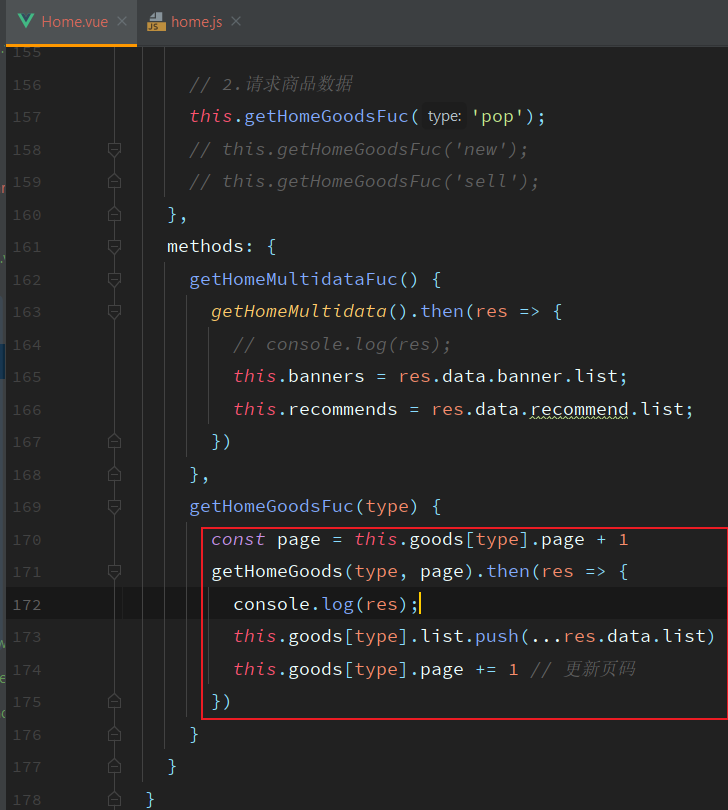 Home.vue × JS home.js ×
155
156 // 2.请求商品数据
157 this.getHomeGoodsFuc( type: 'pop');
158 // this.getHomeGoodsFuc('new');
159 // this.getHomeGoodsFuc('sell');
160 },
161 methods: {
162 getHomeMultidataFuc() {
163 getHomeMultidata().then(res => {
164 // console.log(res);
165 this.banners = res.data.banner.list;
166 this.recommends = res.data.recommend.list;
167 })
168 },
169 getHomeGoodsFuc(type) {
170 const page = this.goods[type].page + 1
171 getHomeGoods(type, page).then(res => {
172 console.log(res);
173 this.goods[type].list.push(...res.data.list)
174 this.goods[type].page += 1 // 更新页码
175 })
176 }
177 }
178 }